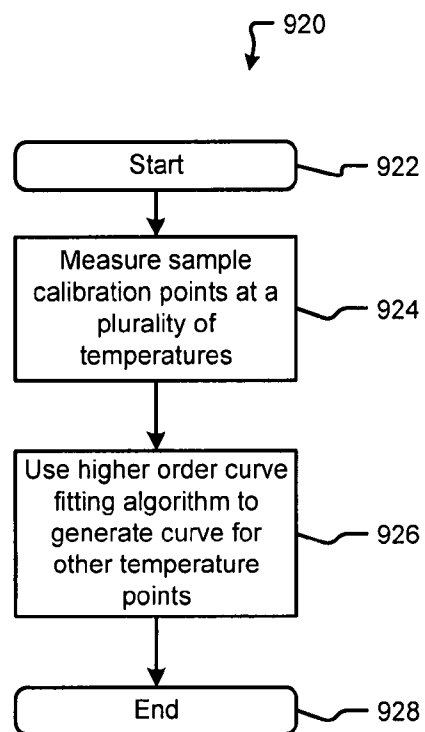 920
Start
922
Measure sample
calibration points at a
plurality of
temperatures
924
Use higher order curve
fitting algorithm to
generate curve for
other temperature
points
926
End
928